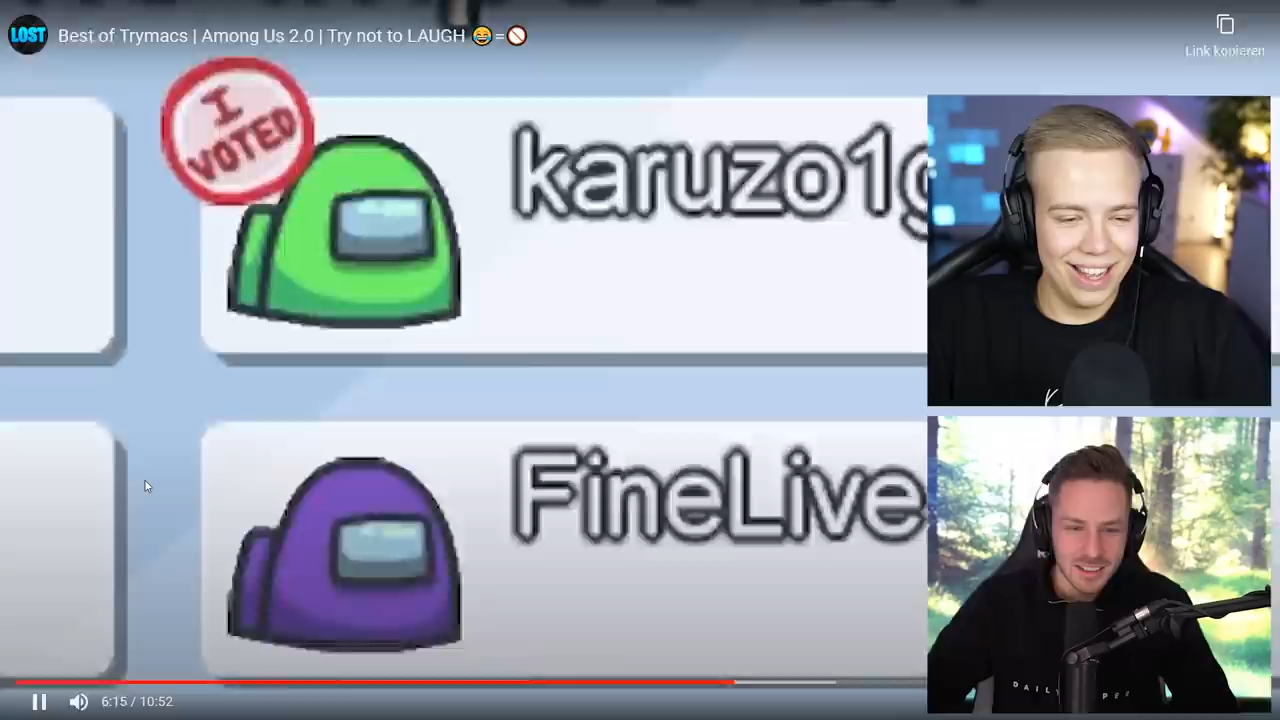 LOST
Best of Trymacs | Among Us 2.0 | Try not to LAUGH 😂=🚫
Link kopieren
I
VOTED
karuzo1g
FineLive
DAILY
6:15 / 10:52